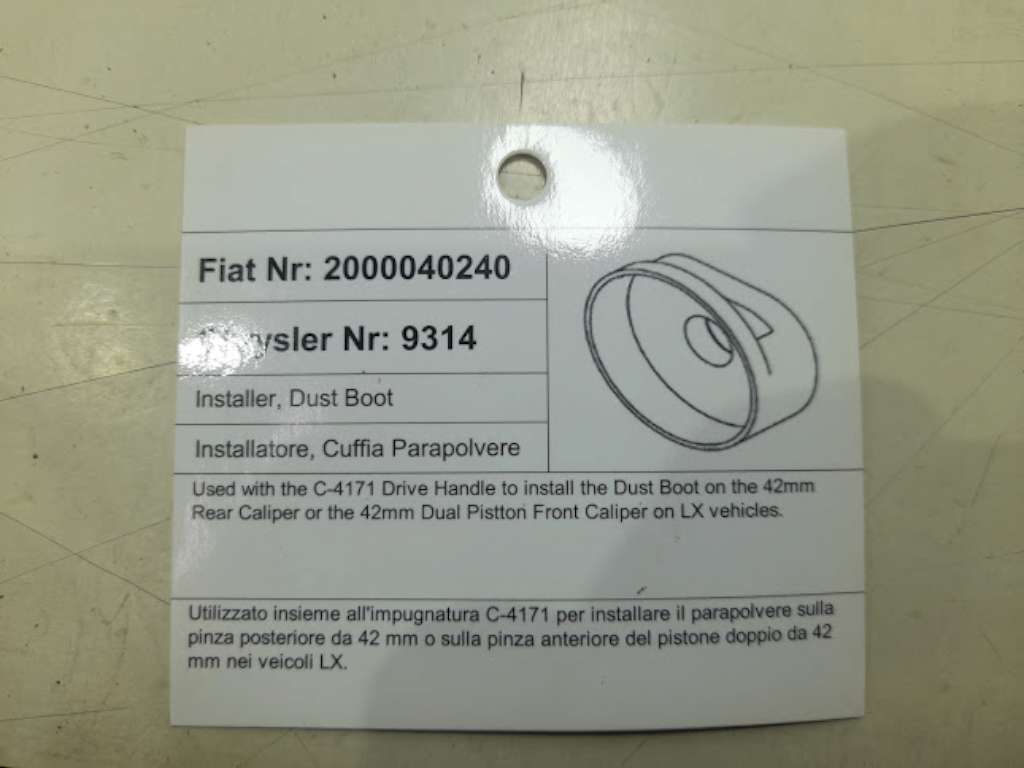 Fiat Nr: 2000040240
Chrysler Nr: 9314
Installer, Dust Boot
Installatore, Cuffia Parapolvere
Used with the C-4171 Drive Handle to install the Dust Boot on the 42mm
Rear Caliper or the 42mm Dual Pistton Front Caliper on LX vehicles.
Utilizzato insieme all'impugnatura C-4171 per installare il parapolvere sulla
pinza posteriore da 42 mm o sulla pinza anteriore del pistone doppio da 42
mm nei veicoli LX.